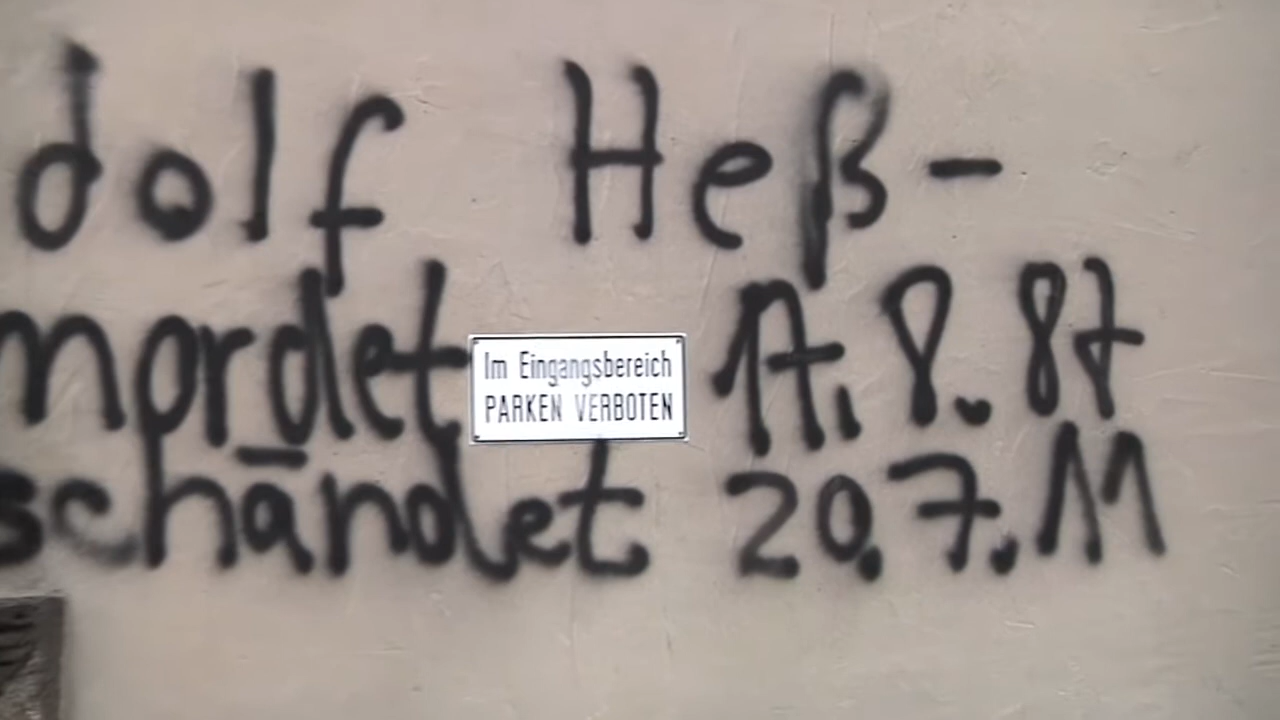 dolf Heß-
mordet 17.8.87
Im Eingangsbereich
PARKEN VERBOTEN
schändet 20.7.11